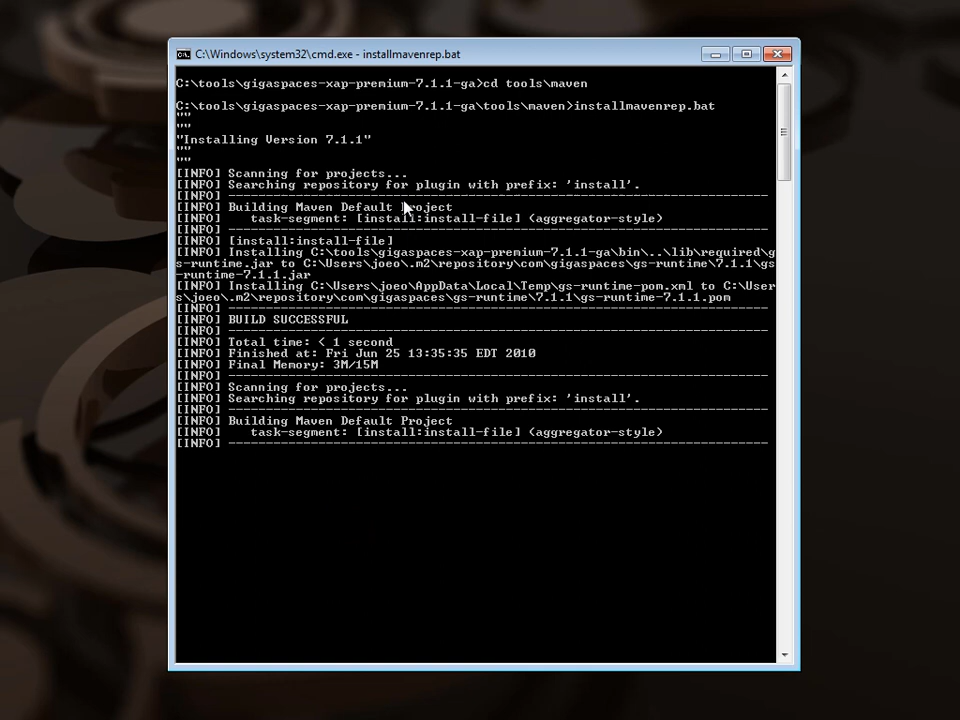 C:\Windows\system32\cmd.exe - installmavenrep.bat
C:\tools\gigaspaces-xap-premium-7.1.1-ga>cd tools\maven
C:\tools\gigaspaces-xap-premium-7.1.1-ga\tools\maven>installmavenrep.bat
""
""
"Installing Version 7.1.1"
""
""
[INFO] Scanning for projects...
[INFO] Searching repository for plugin with prefix: 'install'.
[INFO] ------------------------------------------------------------------------
[INFO] Building Maven Default Project
[INFO]    task-segment: [install:install-file] (aggregator-style)
[INFO] ------------------------------------------------------------------------
[INFO] [install:install-file]
[INFO] Installing C:\tools\gigaspaces-xap-premium-7.1.1-ga\bin\..\lib\required\g
s-runtime.jar to C:\Users\joeo\.m2\repository\com\gigaspaces\gs-runtime\7.1.1\gs
-runtime-7.1.1.jar
[INFO] Installing C:\Users\joeo\AppData\Local\Temp\gs-runtime-pom.xml to C:\User
s\joeo\.m2\repository\com\gigaspaces\gs-runtime\7.1.1\gs-runtime-7.1.1.pom
[INFO] ------------------------------------------------------------------------
[INFO] BUILD SUCCESSFUL
[INFO] ------------------------------------------------------------------------
[INFO] Total time: < 1 second
[INFO] Finished at: Fri Jun 25 13:35:35 EDT 2010
[INFO] Final Memory: 3M/15M
[INFO] ------------------------------------------------------------------------
[INFO] Scanning for projects...
[INFO] Searching repository for plugin with prefix: 'install'.
[INFO] ------------------------------------------------------------------------
[INFO] Building Maven Default Project
[INFO]    task-segment: [install:install-file] (aggregator-style)
[INFO] ------------------------------------------------------------------------